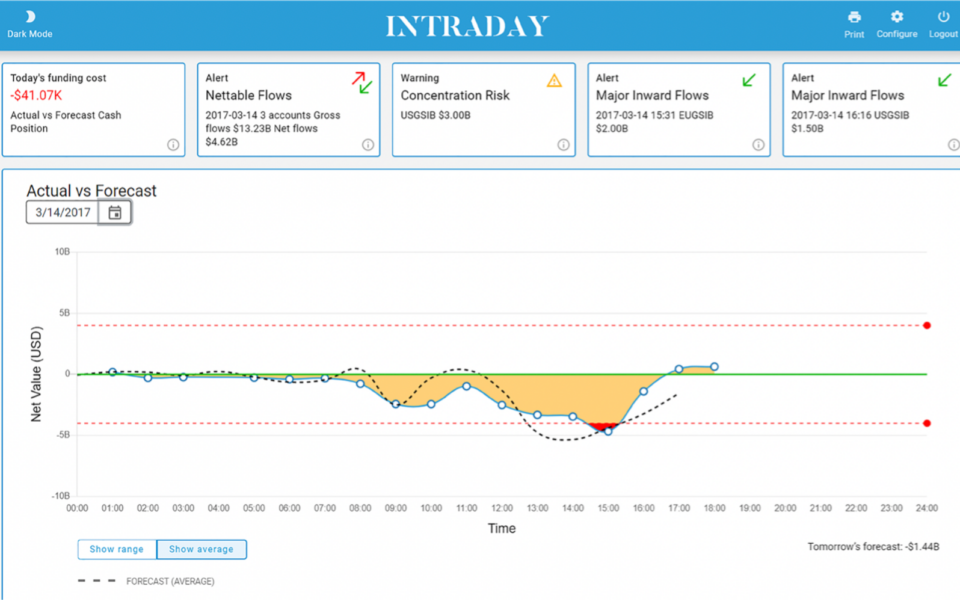 Dark Mode
INTRADAY
Print
Configure
Logout
Today's funding cost
-$41.07K
Actual vs Forecast Cash
Position
Alert
Nettable Flows
2017-03-14 3 accounts Gross
flows $13.23B Net flows
$4.62B
Warning
Concentration Risk
USGSIB $3.00B
Alert
Major Inward Flows
2017-03-14 15:31 EUGSIB
$2.00B
Alert
Major Inward Flows
2017-03-14 16:16 USGSIB
$1.50B
Actual vs Forecast
3/14/2017
Net Value (USD)
10B
5B
0
-5B
-10B
00:00 01:00 02:00 03:00 04:00 05:00 06:00 07:00 08:00 09:00 10:00 11:00 12:00 13:00 14:00 15:00 16:00 17:00 18:00 19:00 20:00 21:00 22:00 23:00 24:00
Time
Show range
Show average
Tomorrow's forecast: -$1.44B
FORECAST (AVERAGE)